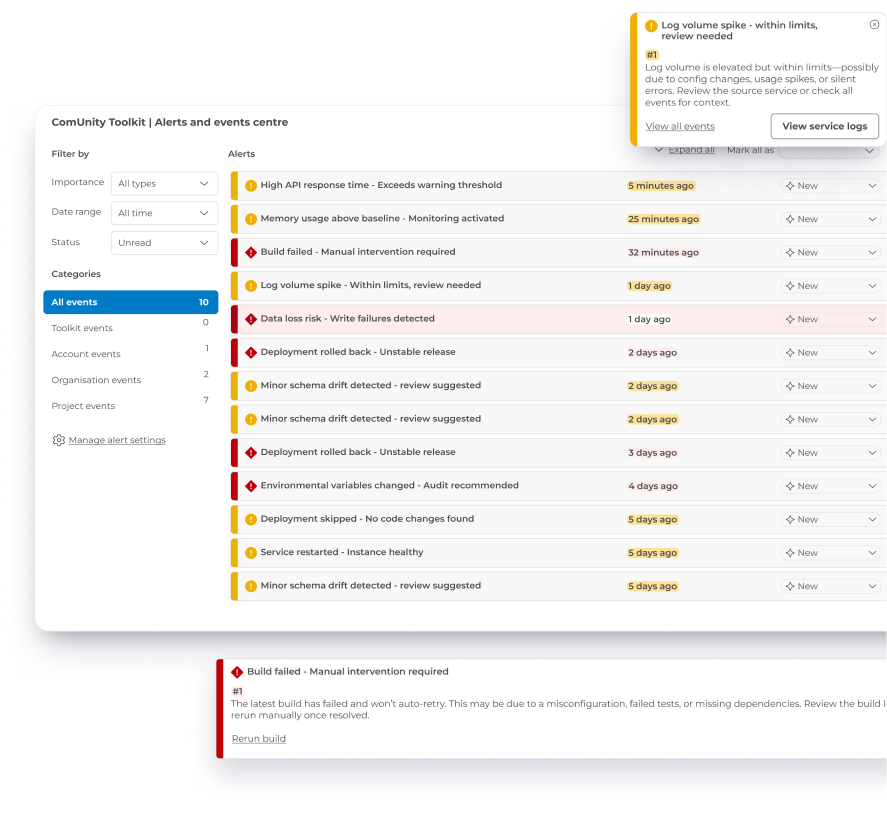 Log volume spike - within limits,
review needed
#1
Log volume is elevated but within limits—possibly
due to config changes, usage spikes, or silent
errors. Review the source service or check all
events for context.
View all events
View service logs
ComUnity Toolkit | Alerts and events centre
Filter by
Importance
All types
Date range
All time
Status
Unread
Categories
All events 10
Toolkit events 0
Account events 1
Organisation events 2
Project events 7
Manage alert settings
Alerts
Expand all
Mark all as
High API response time - Exceeds warning threshold 5 minutes ago New
Memory usage above baseline - Monitoring activated 25 minutes ago New
Build failed - Manual intervention required 32 minutes ago New
Log volume spike - Within limits, review needed 1 day ago New
Data loss risk - Write failures detected 1 day ago New
Deployment rolled back - Unstable release 2 days ago New
Minor schema drift detected - review suggested 2 days ago New
Minor schema drift detected - review suggested 2 days ago New
Deployment rolled back - Unstable release 3 days ago New
Environmental variables changed - Audit recommended 4 days ago New
Deployment skipped - No code changes found 5 days ago New
Service restarted - Instance healthy 5 days ago New
Minor schema drift detected - review suggested 5 days ago New
Build failed - Manual intervention required
#1
The latest build has failed and won't auto-retry. This may be due to a misconfiguration, failed tests, or missing dependencies. Review the build
rerun manually once resolved.
Rerun build